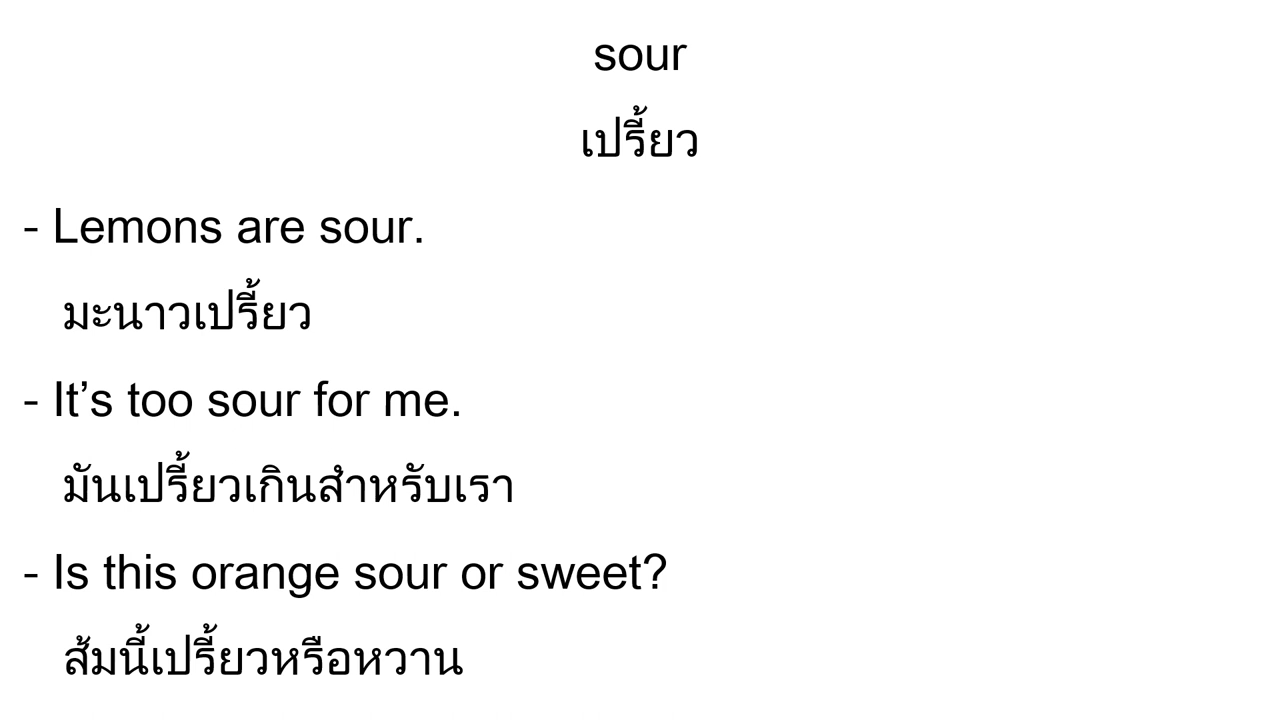 sour
เปรี้ยว
- Lemons are sour.
มะนาวเปรี้ยว
- It’s too sour for me.
มันเปรี้ยวเกินสำหรับเรา
- Is this orange sour or sweet?
ส้มนี้เปรี้ยวหรือหวาน